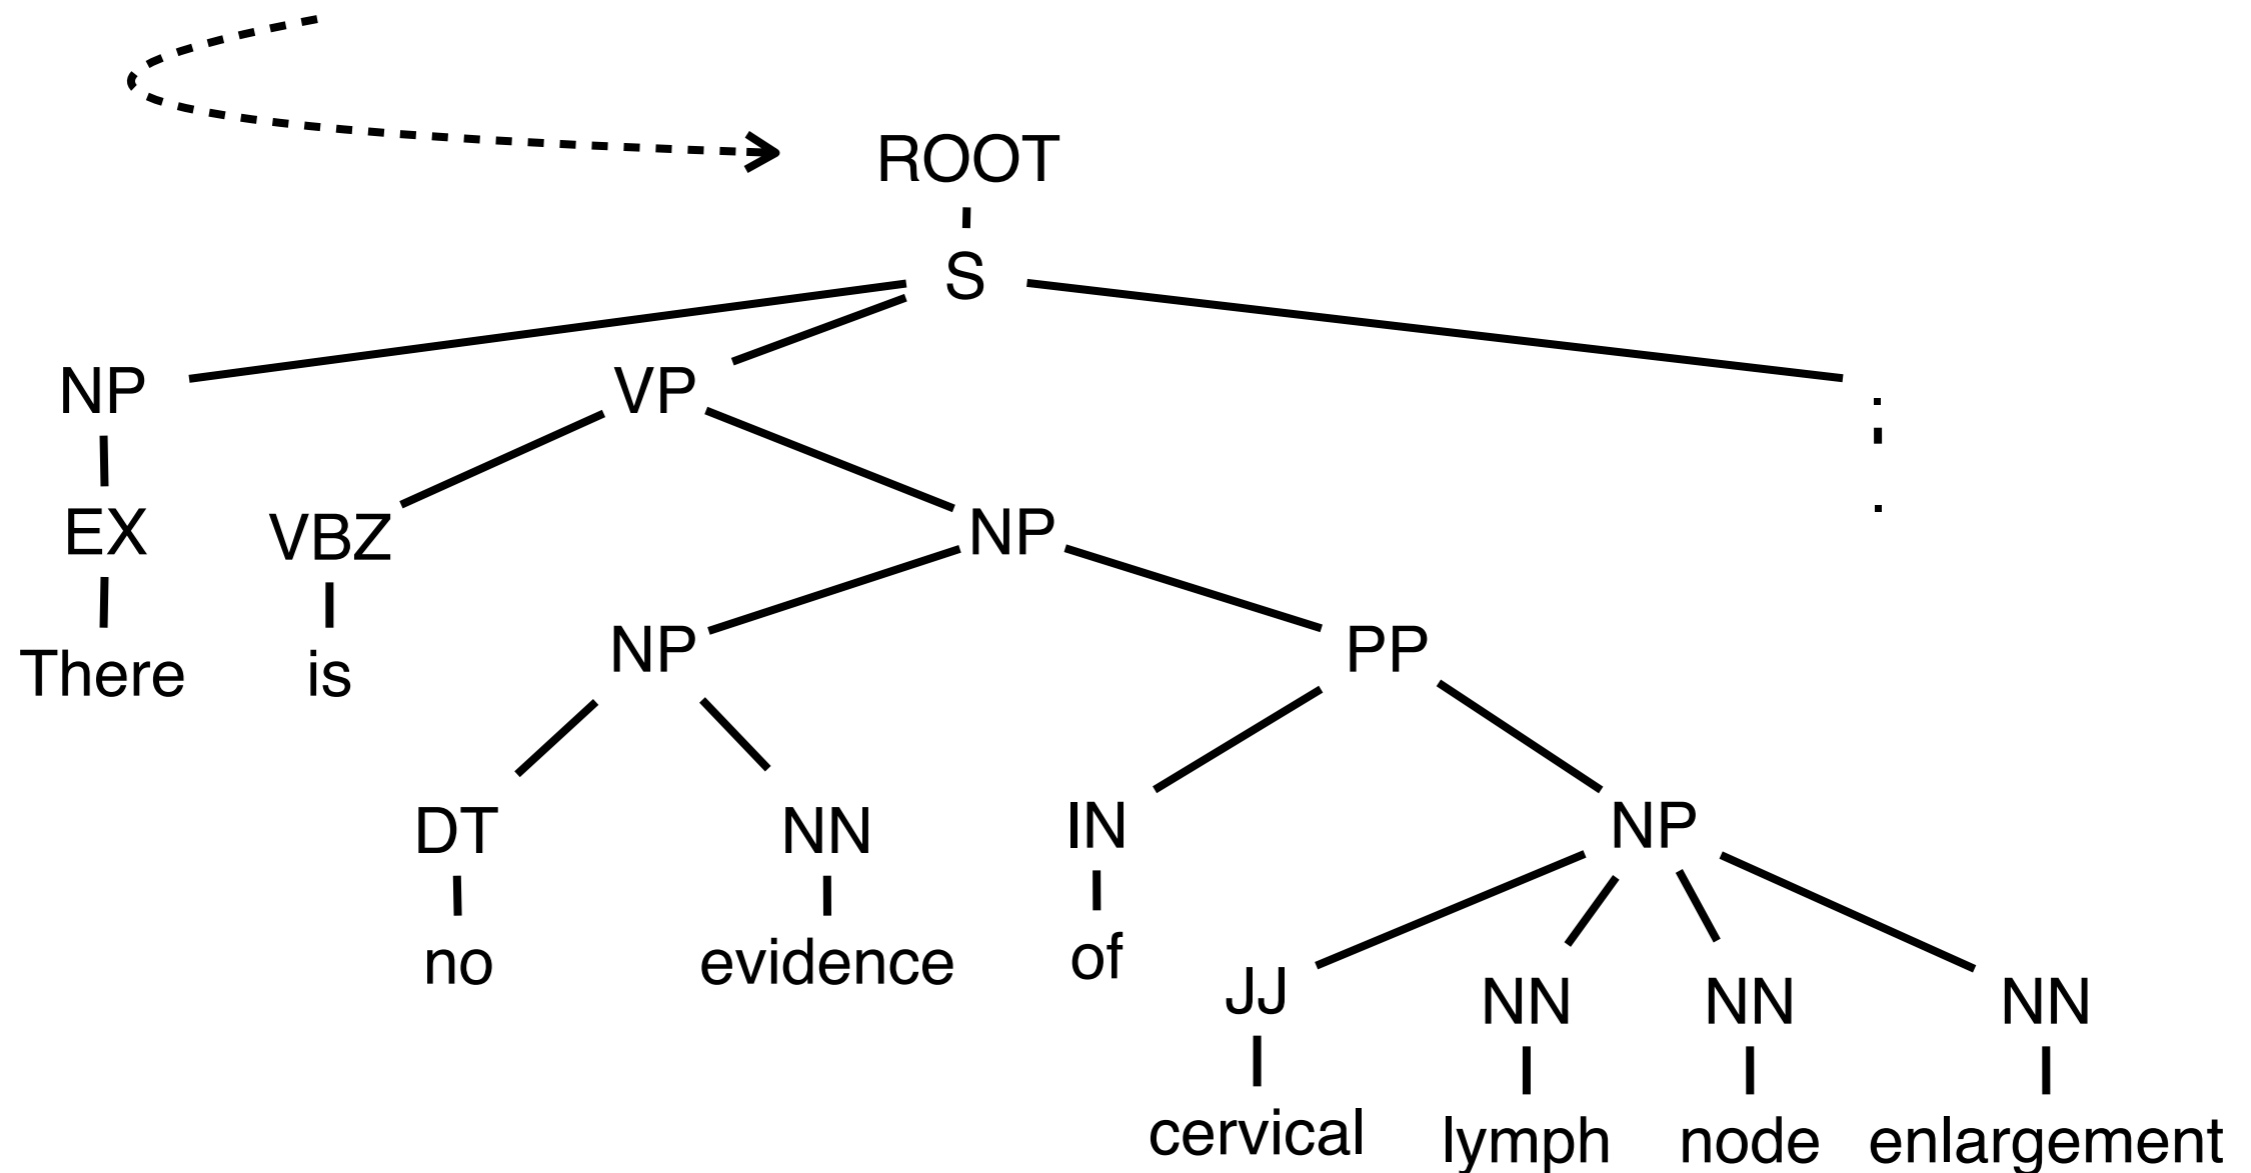 ROOT
S
NP VP .
EX VBZ NP .
There is NP PP
DT NN IN NP
no evidence of JJ NN NN NN
cervical lymph node enlargement